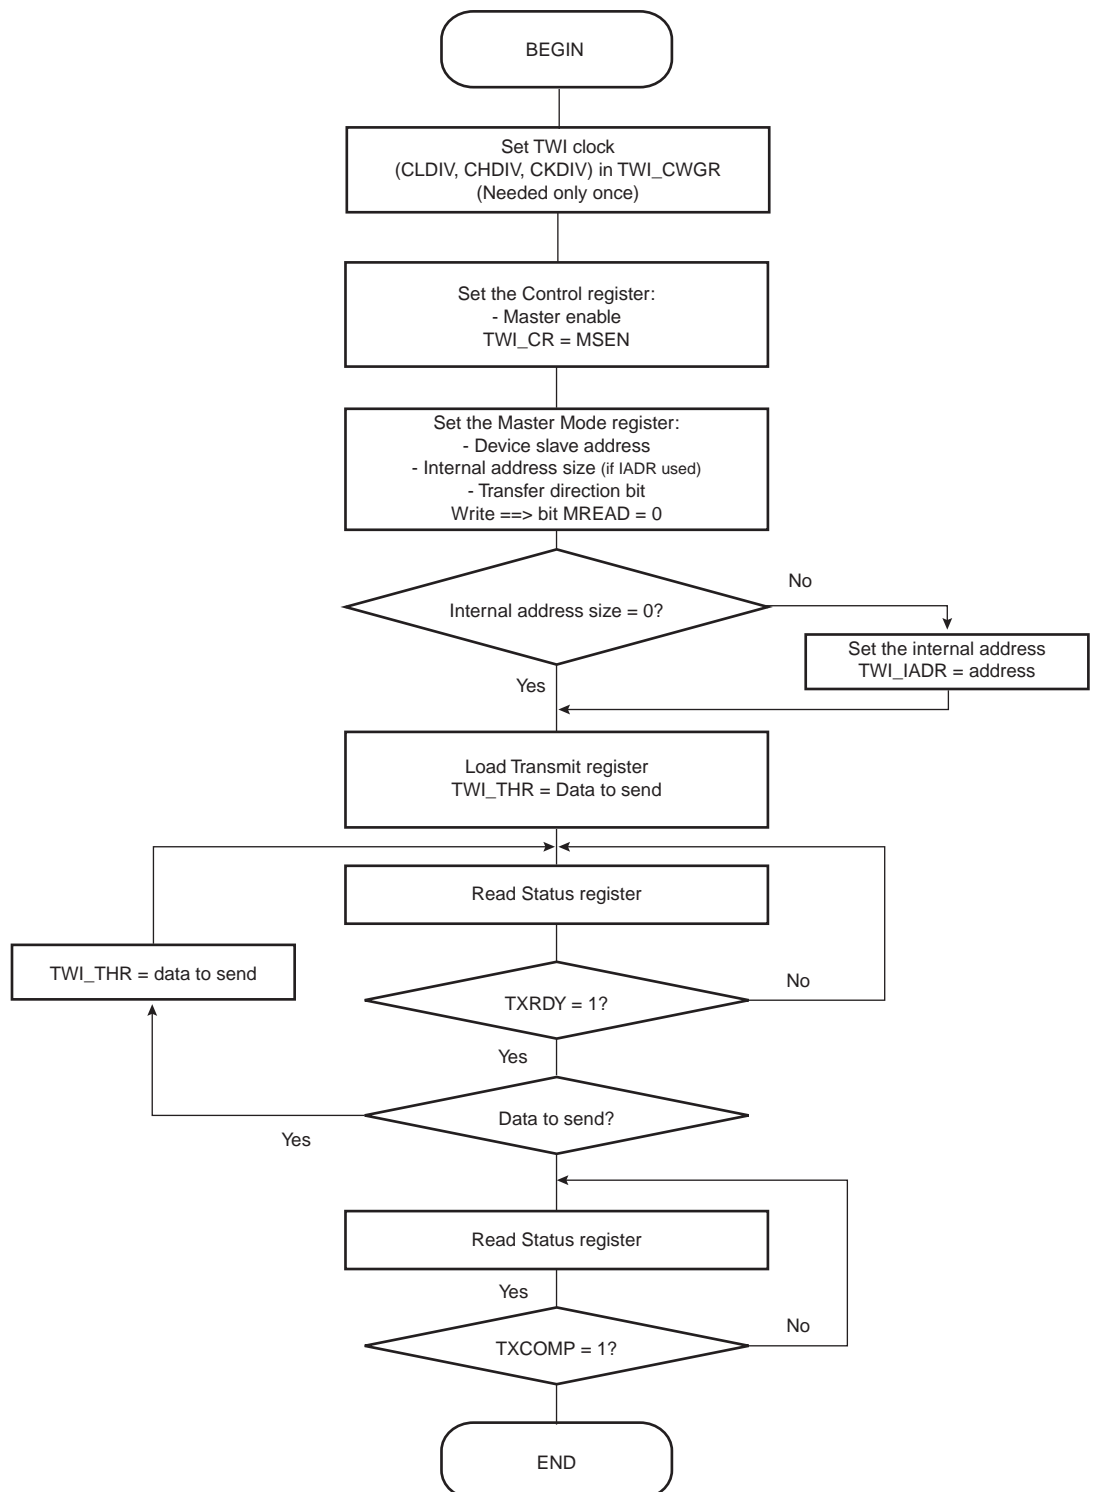 BEGIN
Set TWI clock
(CLDIV, CHDIV, CKDIV) in TWI_CWGR
(Needed only once)
Set the Control register:
- Master enable
TWI_CR = MSEN
Set the Master Mode register:
- Device slave address
- Internal address size (if IADR used)
- Transfer direction bit
Write ==> bit MREAD = 0
No
Internal address size = 0?
Set the internal address
TWI_IADR = address
Yes
Load Transmit register
TWI_THR = Data to send
Read Status register
TWI_THR = data to send
No
TXRDY = 1?
Yes
Data to send?
Yes
Read Status register
Yes
No
TXCOMP = 1?
END